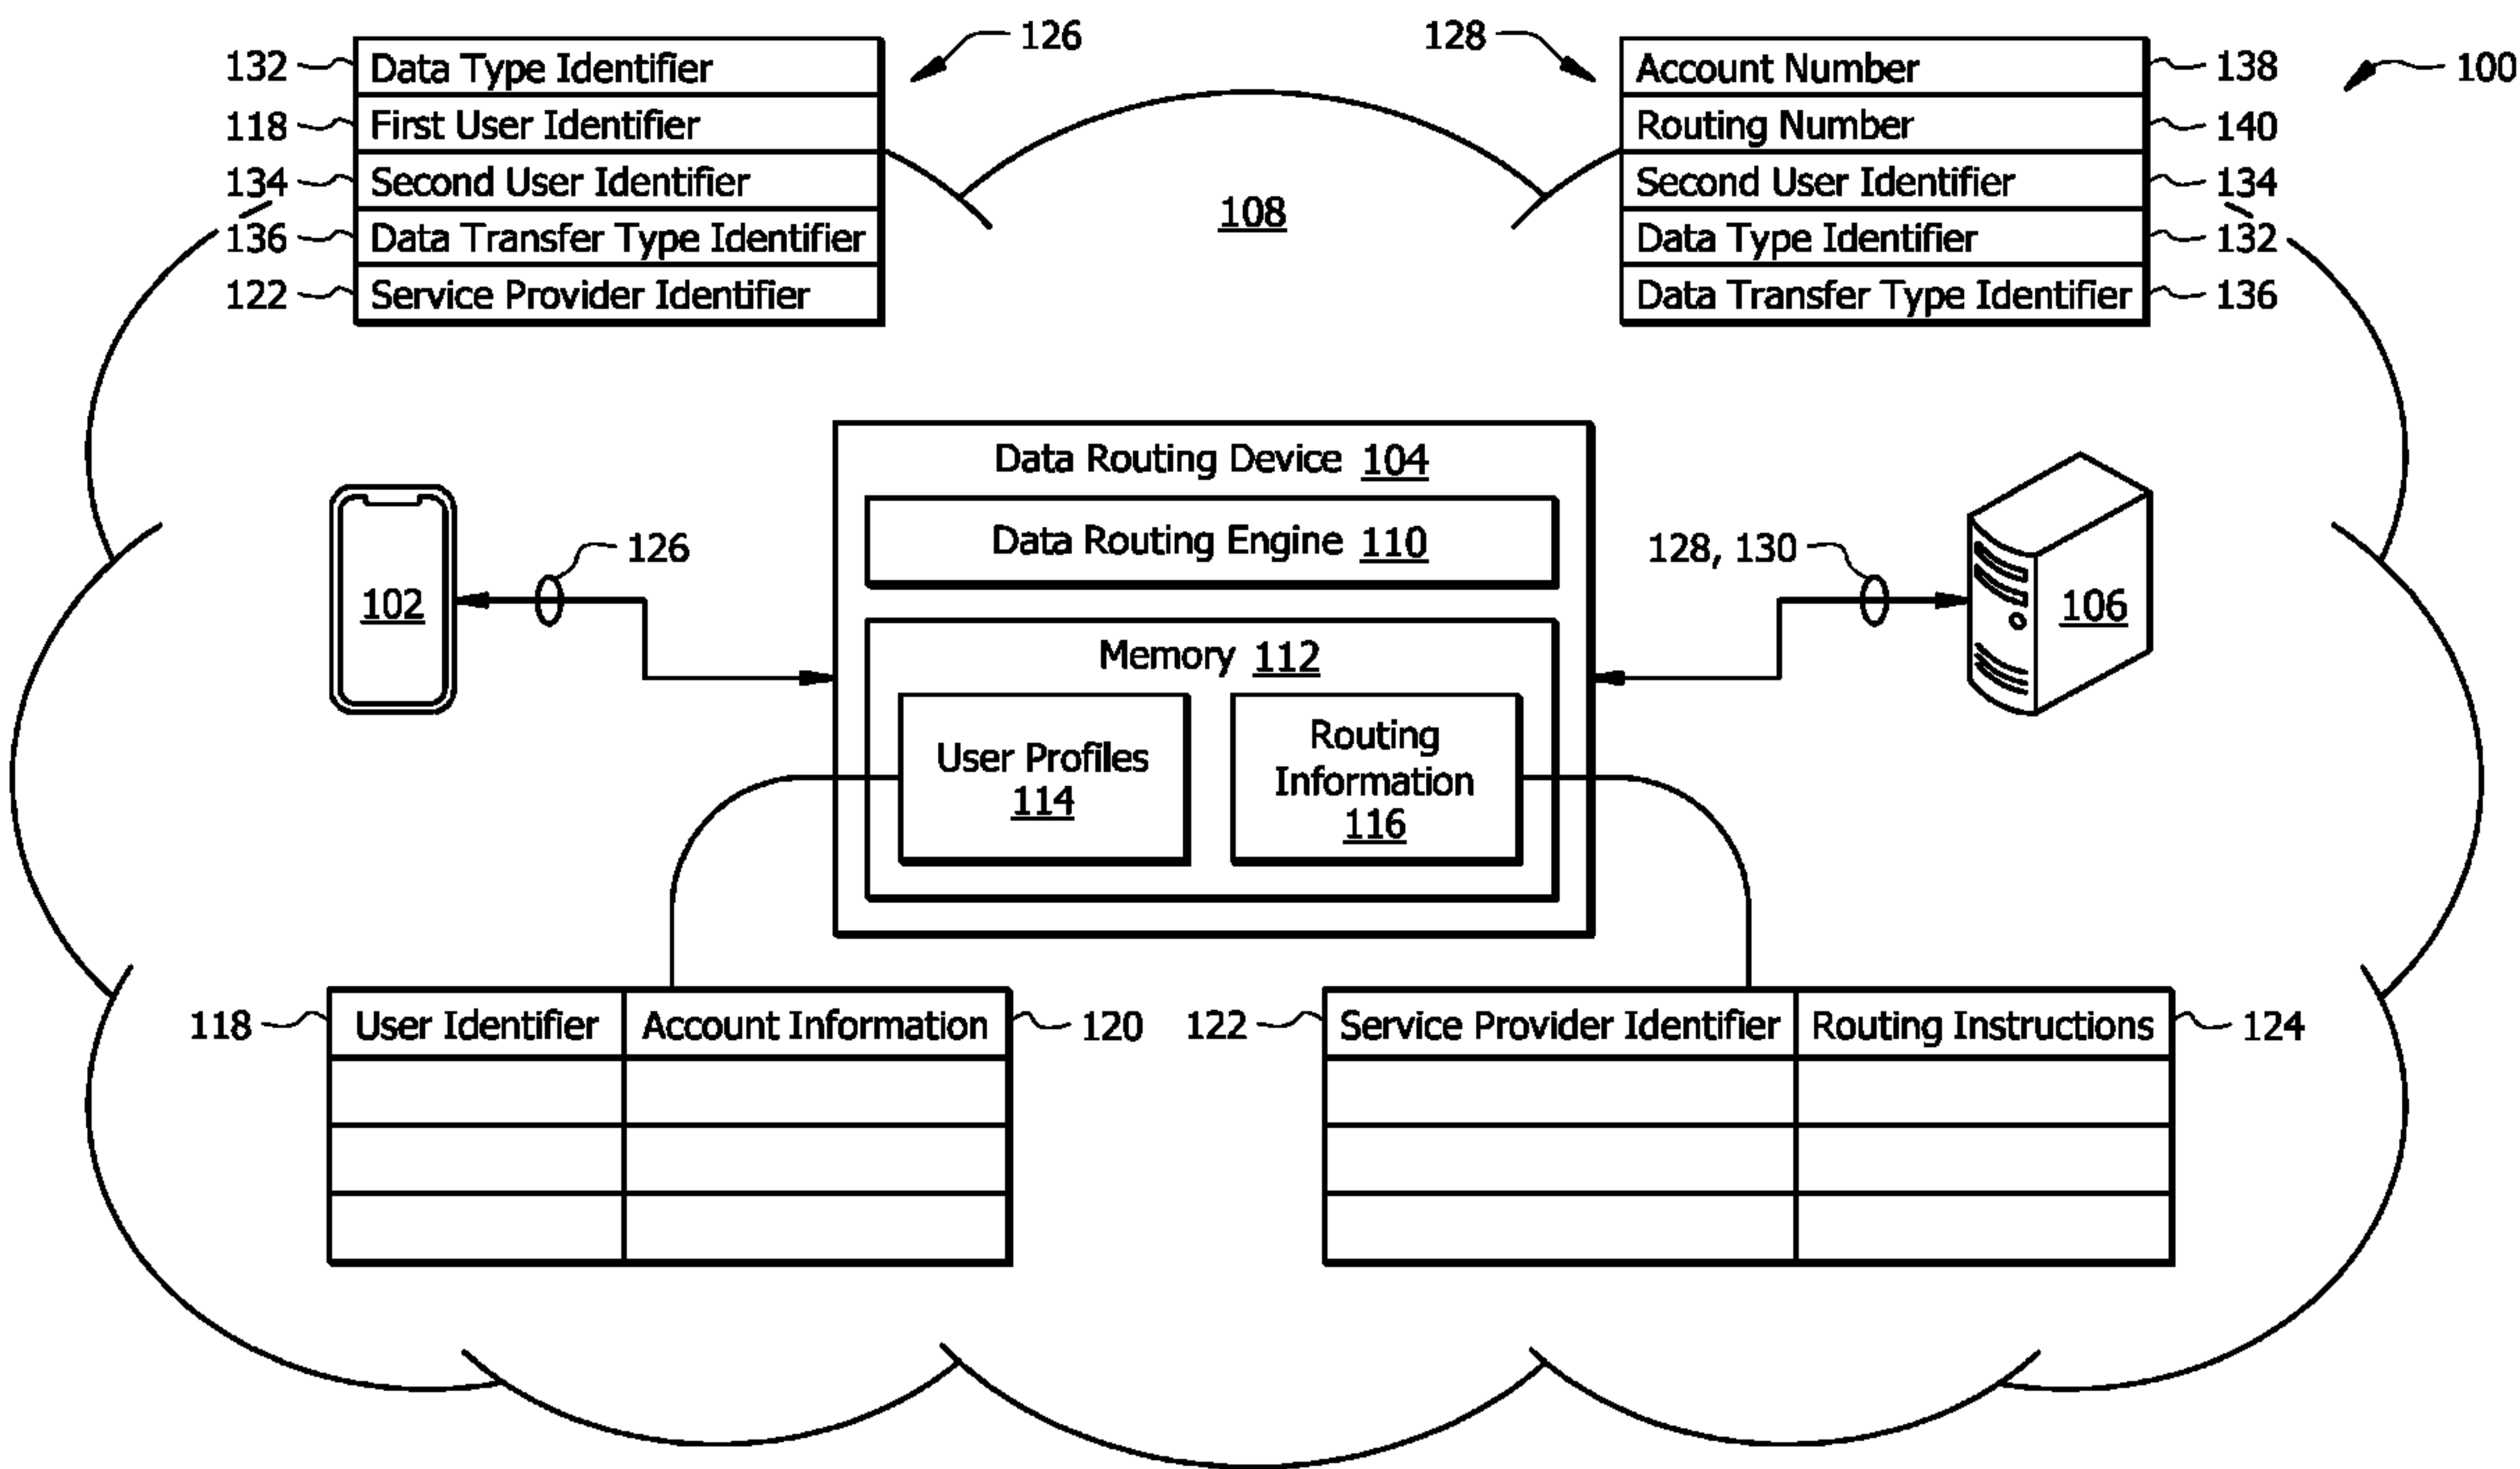 126
128
100
132 Data Type Identifier
118 First User Identifier
134 Second User Identifier
136 Data Transfer Type Identifier
122 Service Provider Identifier
Account Number 138
Routing Number 140
Second User Identifier 134
Data Type Identifier 132
Data Transfer Type Identifier 136
108
Data Routing Device 104
Data Routing Engine 110
102
126
128, 130
106
Memory 112
User Profiles
114
Routing
Information
116
118 User Identifier Account Information 120
122 Service Provider Identifier Routing Instructions 124